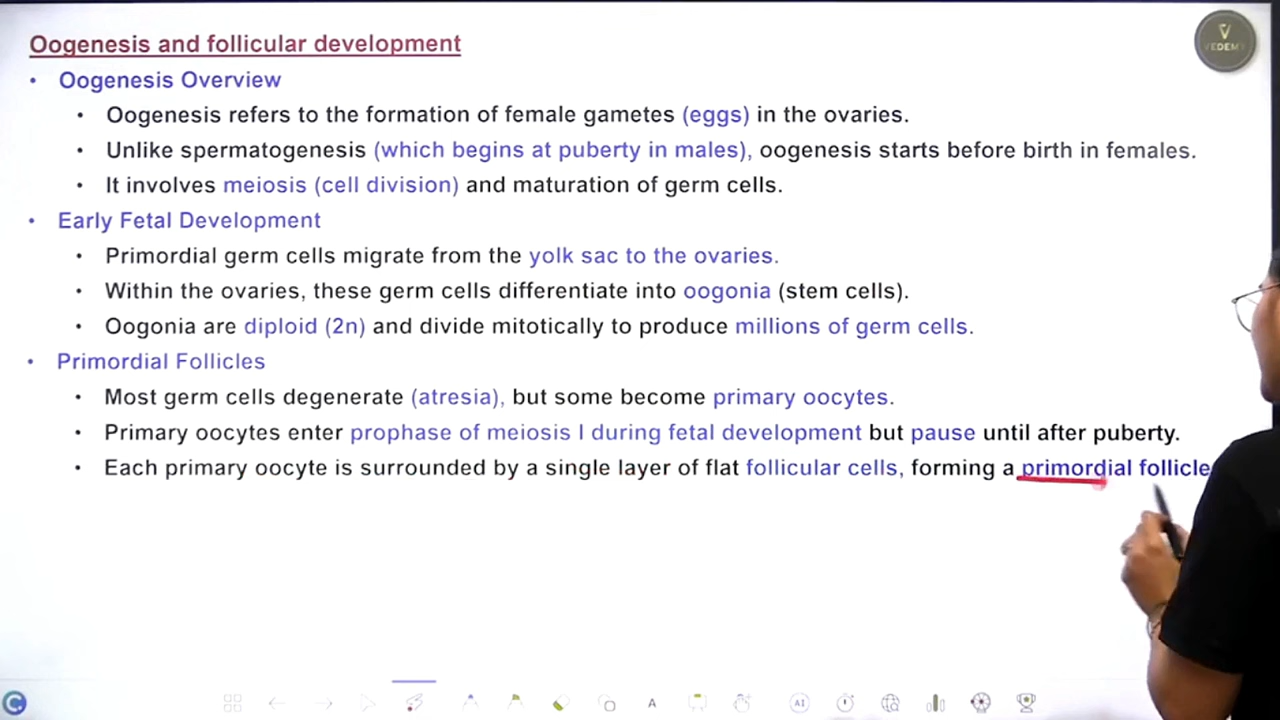 Oogenesis and follicular development
• Oogenesis Overview
• Oogenesis refers to the formation of female gametes (eggs) in the ovaries.
• Unlike spermatogenesis (which begins at puberty in males), oogenesis starts before birth in females.
• It involves meiosis (cell division) and maturation of germ cells.
• Early Fetal Development
• Primordial germ cells migrate from the yolk sac to the ovaries.
• Within the ovaries, these germ cells differentiate into oogonia (stem cells).
• Oogonia are diploid (2n) and divide mitotically to produce millions of germ cells.
• Primordial Follicles
• Most germ cells degenerate (atresia), but some become primary oocytes.
• Primary oocytes enter prophase of meiosis I during fetal development but pause until after puberty.
• Each primary oocyte is surrounded by a single layer of flat follicular cells, forming a primordial follicle
V
VEDEMY
A
AI